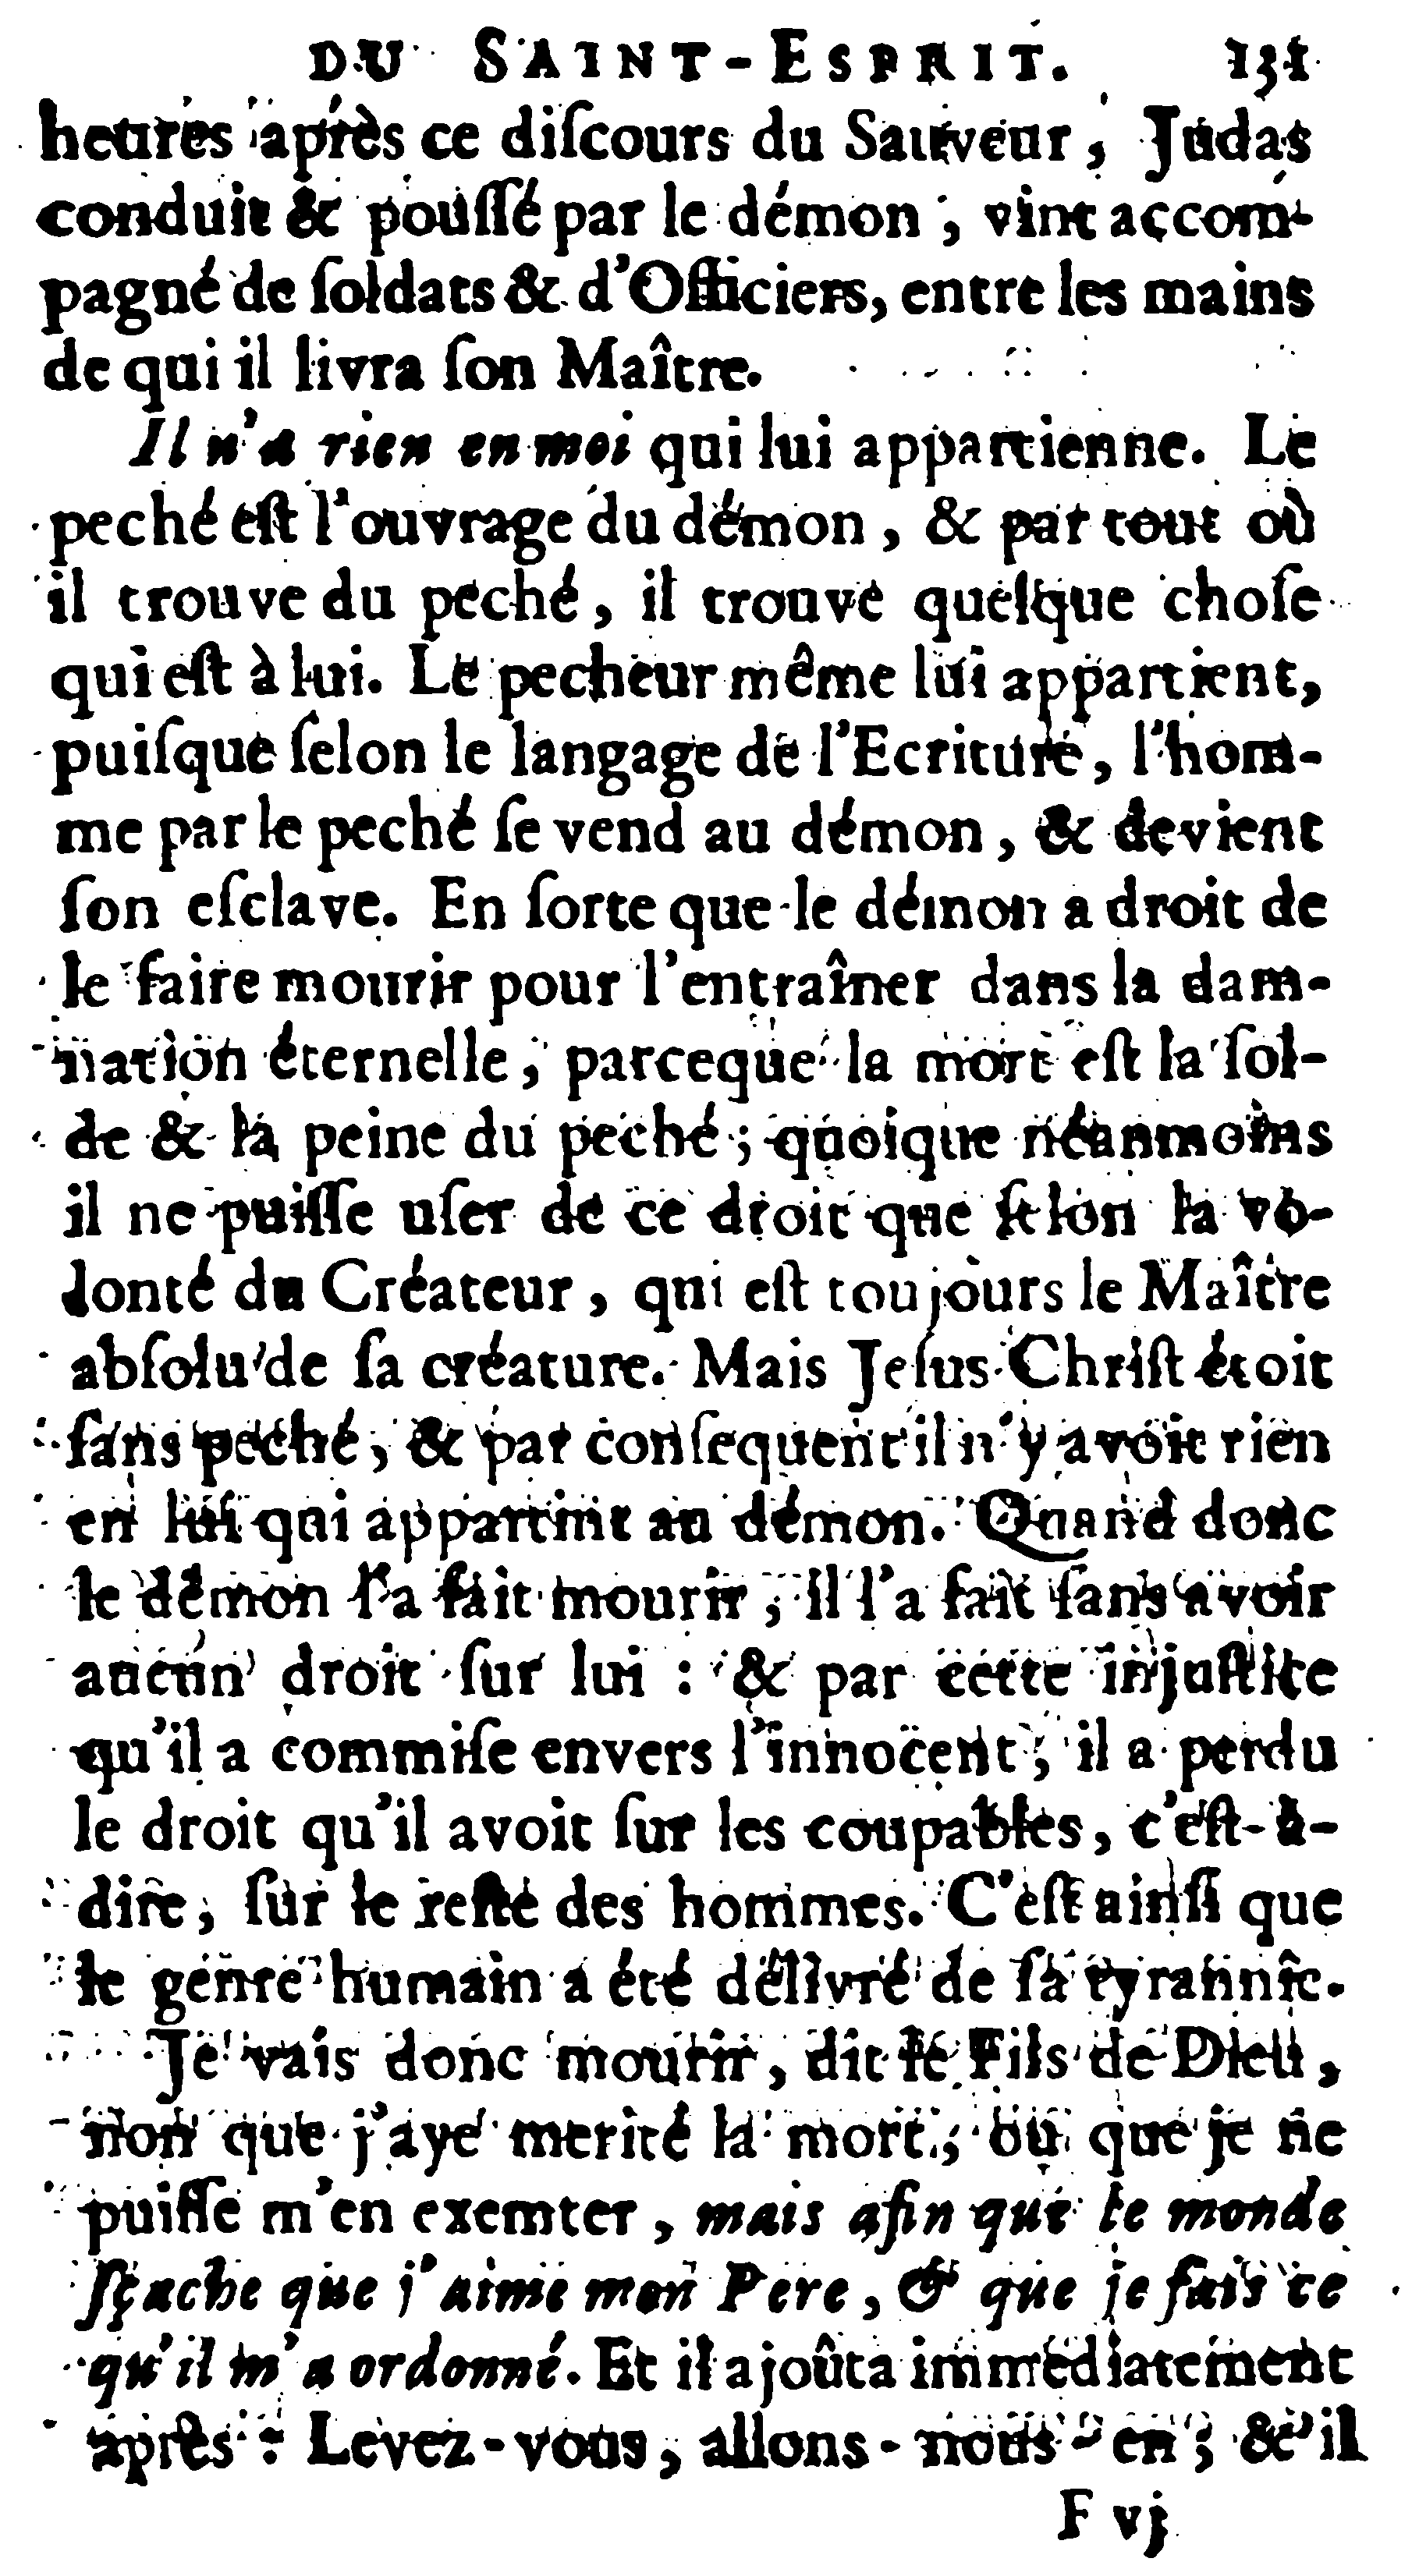 DU SAINT-ESPRIT. 131
heures après ce diſcours du Sauveur, Judas
conduit & pouſſé par le démon, vint accom-
pagné de ſoldats & d'Officiers, entre les mains
de qui il livra ſon Maître.
Il n'a rien en moi qui lui appartienne. Le
peché eſt l'ouvrage du démon, & par tout où
il trouve du peché, il trouve quelque choſe
qui eſt à lui. Le pecheur même lui appartient,
puiſque ſelon le langage de l'Ecriture, l'hom-
me par le peché ſe vend au démon, & devient
ſon eſclave. En ſorte que le démon a droit de
le faire mourir pour l'entraîner dans la dam-
nation éternelle, parceque la mort eſt la ſol-
de & la peine du peché; quoique néanmoins
il ne puiſſe uſer de ce droit que ſelon la vo-
lonté du Créateur, qui eſt toujours le Maître
abſolu de ſa créature. Mais Jeſus Chriſt étoit
ſans peché, & par conſequent il n'y avoit rien
en lui qui appartînt au démon. Quand donc
le démon l'a fait mourir, il l'a fait ſans avoir
aucun droit ſur lui : & par cette injuſtice
qu'il a commiſe envers l'innocent, il a perdu
le droit qu'il avoit ſur les coupables, c'eſt-à-
dire, ſur le reſte des hommes. C'eſt ainſi que
le genre humain a été délivré de ſa tyrannie.
Je vais donc mourir, dit le Fils de Dieu,
non que j'aye merité la mort, ou que je ne
puiſſe m'en exemter, mais afin que le monde
ſçache que j'aime mon Pere, & que je fais ce
qu'il m'a ordonné. Et il ajoûta immédiatement
après : Levez-vous, allons-nous-en; & il
F vj